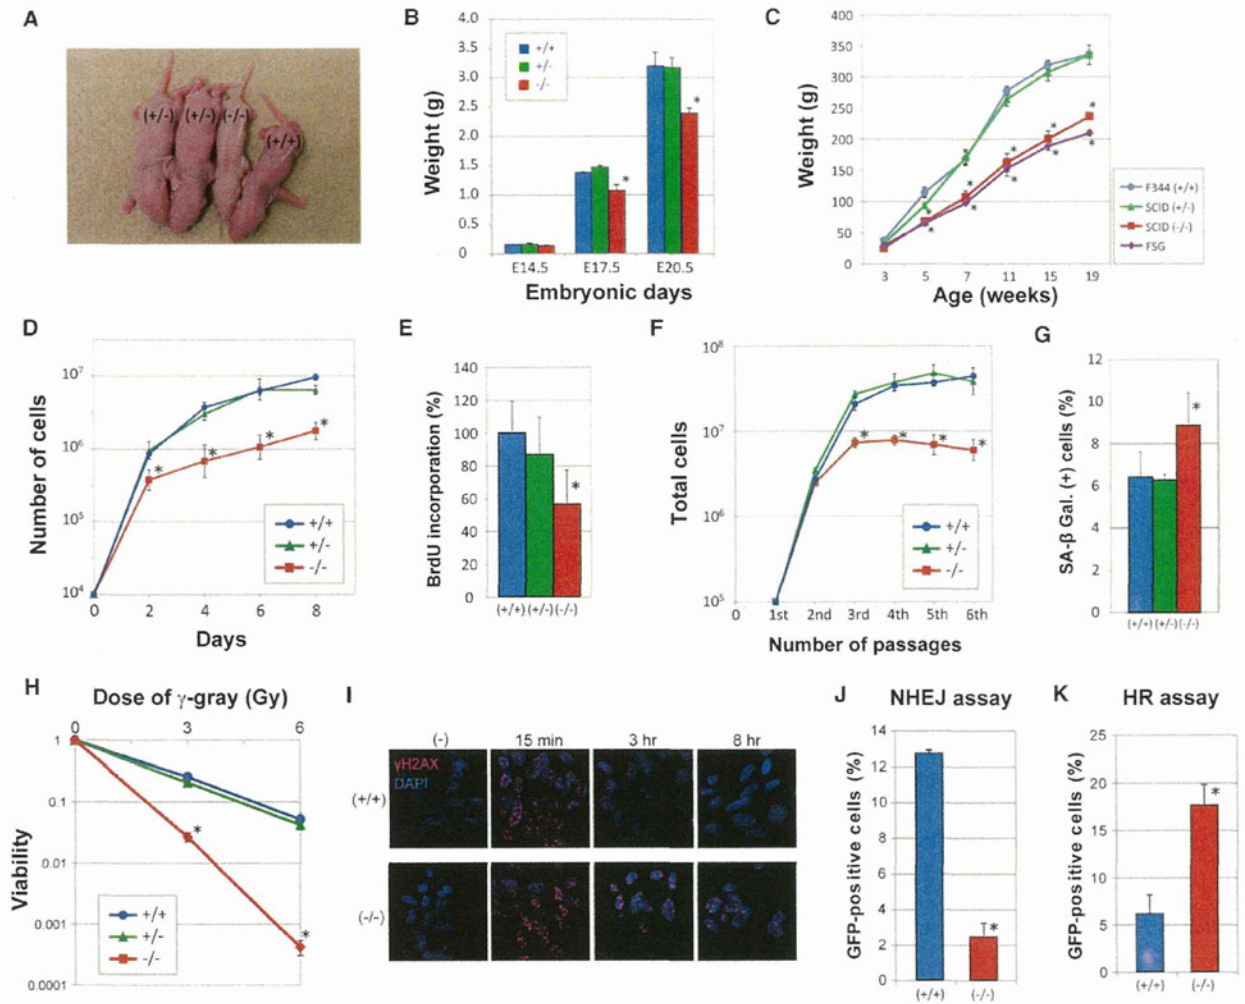 A
(+/-)
(+/-)
(-/-)
(+/+)
B
Weight (g)
4.0
3.5
3.0
2.5
2.0
1.5
1.0
0.5
0
+/+
+/-
-/-
*
*
E14.5 E17.5 E20.5
Embryonic days
C
Weight (g)
400
350
300
250
200
150
100
50
0
* * * * *
* * * * *
3 5 7 11 15 19
Age (weeks)
F344 (+/+)
SCID (+/-)
SCID (-/-)
FSG
D
Number of cells
10⁷
10⁶
10⁵
10⁴
* * * *
+/+
+/-
-/-
0 2 4 6 8
Days
E
BrdU incorporation (%)
140
120
100
80
60
40
20
0
*
(+/+) (+/-) (-/-)
F
Total cells
10⁸
10⁷
10⁶
10⁵
* * * *
+/+
+/-
-/-
0 1st 2nd 3rd 4th 5th 6th
Number of passages
G
SA-β Gal. (+) cells (%)
12
10
8
6
4
2
0
*
(+/+) (+/-) (-/-)
H
Dose of γ-gray (Gy)
0 3 6
Viability
1
0.1
0.01
0.001
0.0001
*
*
+/+
+/-
-/-
I
(-) 15 min 3 hr 8 hr
γH2AX
DAPI
(+/+)
(-/-)
J
NHEJ assay
GFP-positive cells (%)
14
12
10
8
6
4
2
0
*
(+/+) (-/-)
K
HR assay
GFP-positive cells (%)
25
20
15
10
5
0
*
(+/+) (-/-)